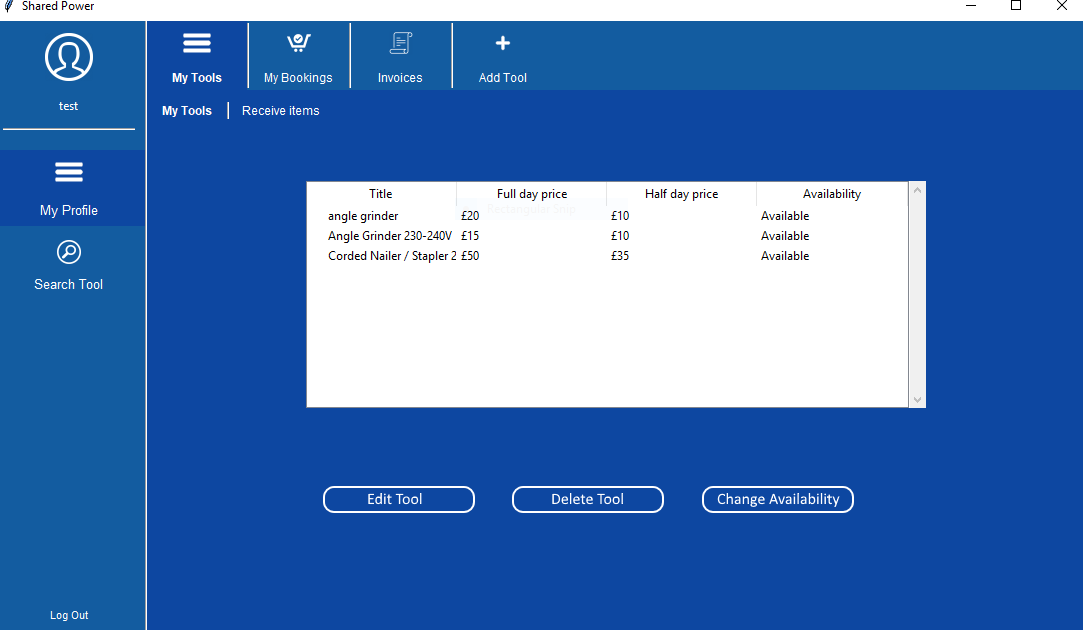 Shared Power
My Tools
My Bookings
Invoices
Add Tool
test
My Tools
Receive items
My Profile
Search Tool
Title Full day price Half day price Availability
angle grinder £20 £10 Available
Angle Grinder 230-240V £15 £10 Available
Corded Nailer / Stapler 2 £50 £35 Available
Edit Tool
Delete Tool
Change Availability
Log Out